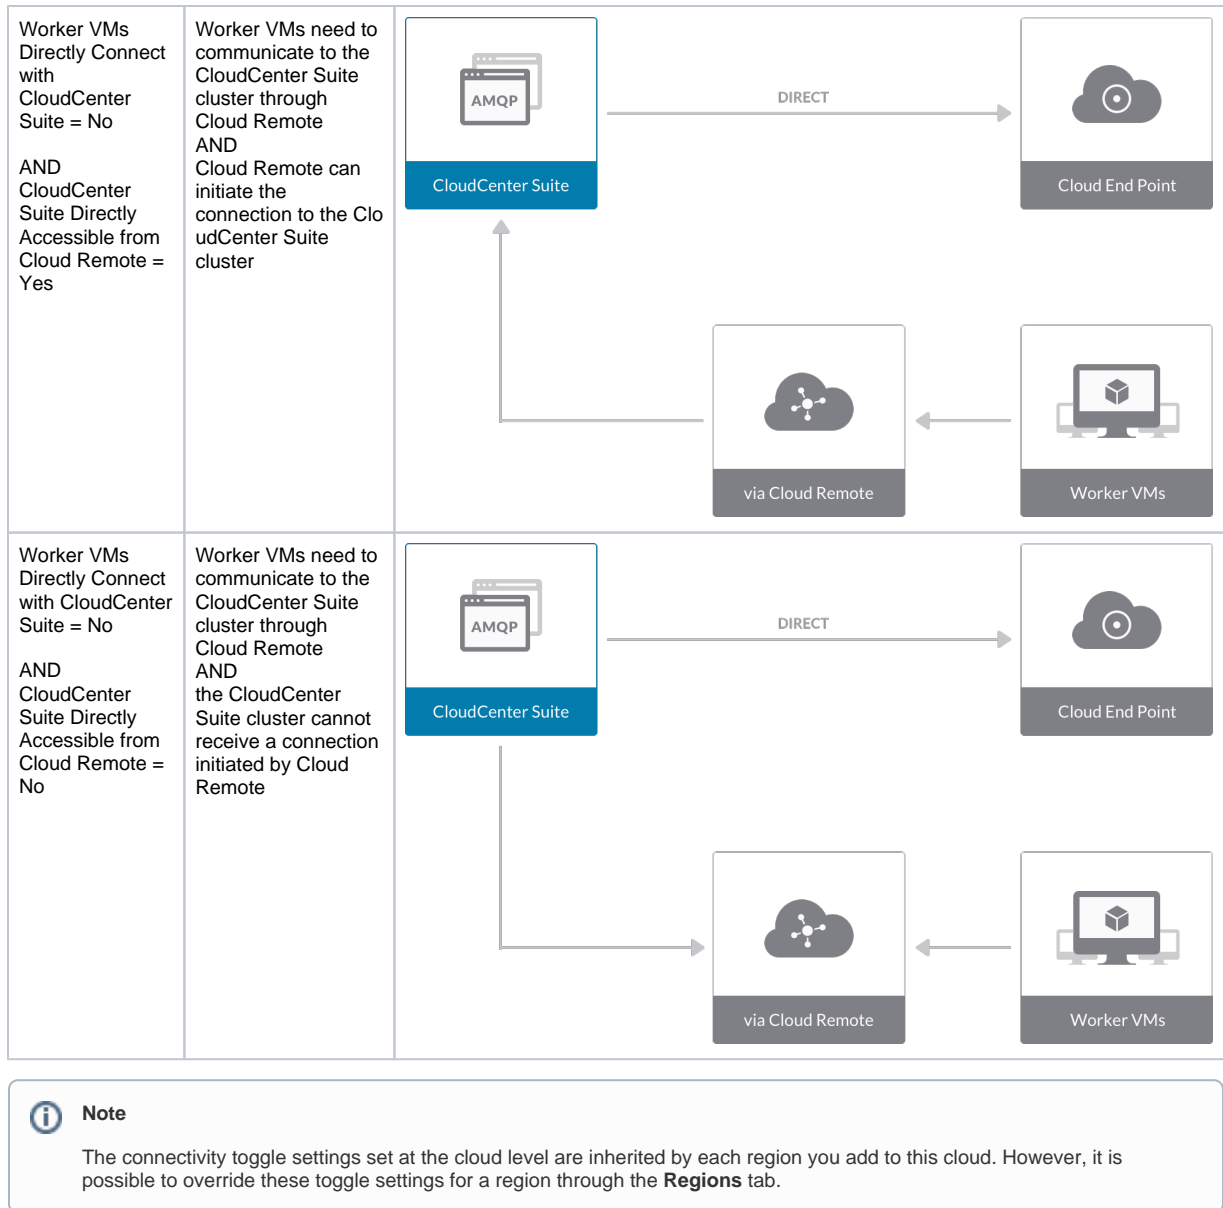 Worker VMs
Directly Connect
with
CloudCenter
Suite = No
AND
CloudCenter
Suite Directly
Accessible from
Cloud Remote =
Yes
Worker VMs need to
communicate to the
CloudCenter Suite
cluster through
Cloud Remote
AND
Cloud Remote can
initiate the
connection to the Clo
udCenter Suite
cluster
AMQP
CloudCenter Suite
DIRECT
Cloud End Point
via Cloud Remote
Worker VMs
Worker VMs
Directly Connect
with CloudCenter
Suite = No
AND
CloudCenter
Suite Directly
Accessible from
Cloud Remote =
No
Worker VMs need to
communicate to the
CloudCenter Suite
cluster through
Cloud Remote
AND
the CloudCenter
Suite cluster cannot
receive a connection
initiated by Cloud
Remote
AMQP
CloudCenter Suite
DIRECT
Cloud End Point
via Cloud Remote
Worker VMs
Note
The connectivity toggle settings set at the cloud level are inherited by each region you add to this cloud. However, it is
possible to override these toggle settings for a region through the Regions tab.